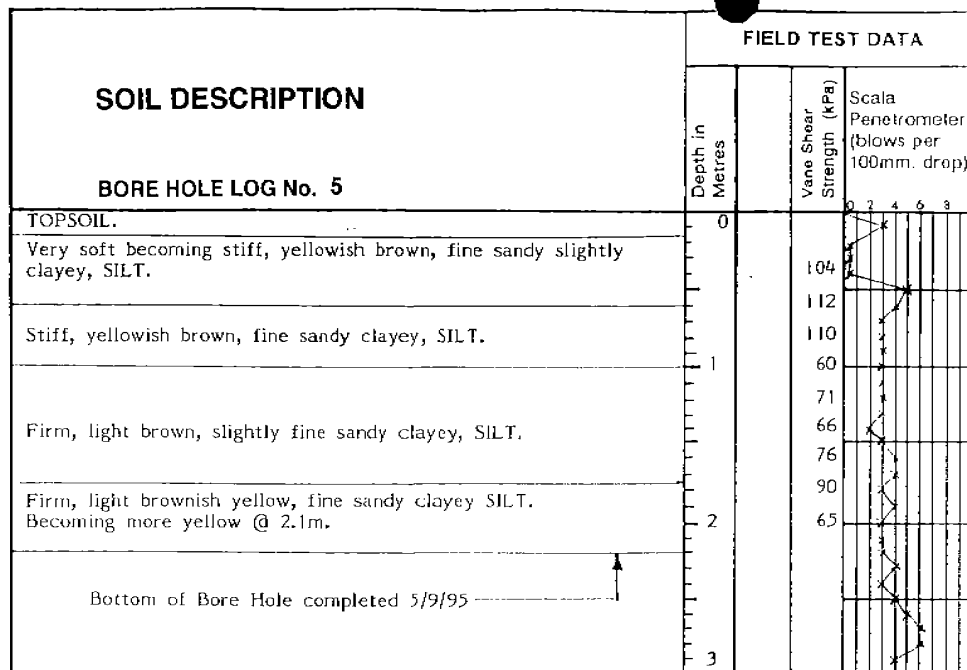 FIELD TEST DATA
SOIL DESCRIPTION
BORE HOLE LOG No. 5
Depth in
Metres
Vane Shear
Strength (kPa)
Scala
Penetrometer
(blows per
100mm. drop)
0 2 4 6 8
TOPSOIL.
0
Very soft becoming stiff, yellowish brown, fine sandy slightly
clayey, SILT.
104
112
Stiff, yellowish brown, fine sandy clayey, SILT.
110
1
60
71
Firm, light brown, slightly fine sandy clayey, SILT.
66
76
90
Firm, light brownish yellow, fine sandy clayey SILT.
Becoming more yellow @ 2.1m.
2
65
Bottom of Bore Hole completed 5/9/95
3